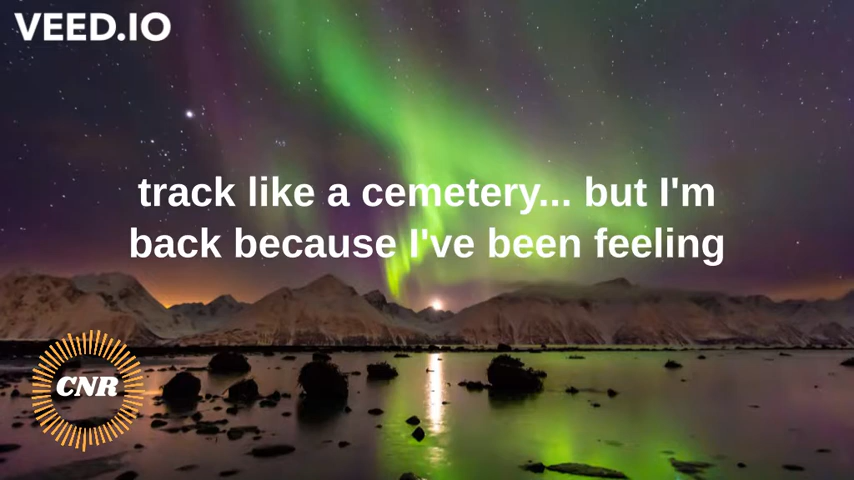 VEED.IO
track like a cemetery... but I'm
back because I've been feeling
CNR